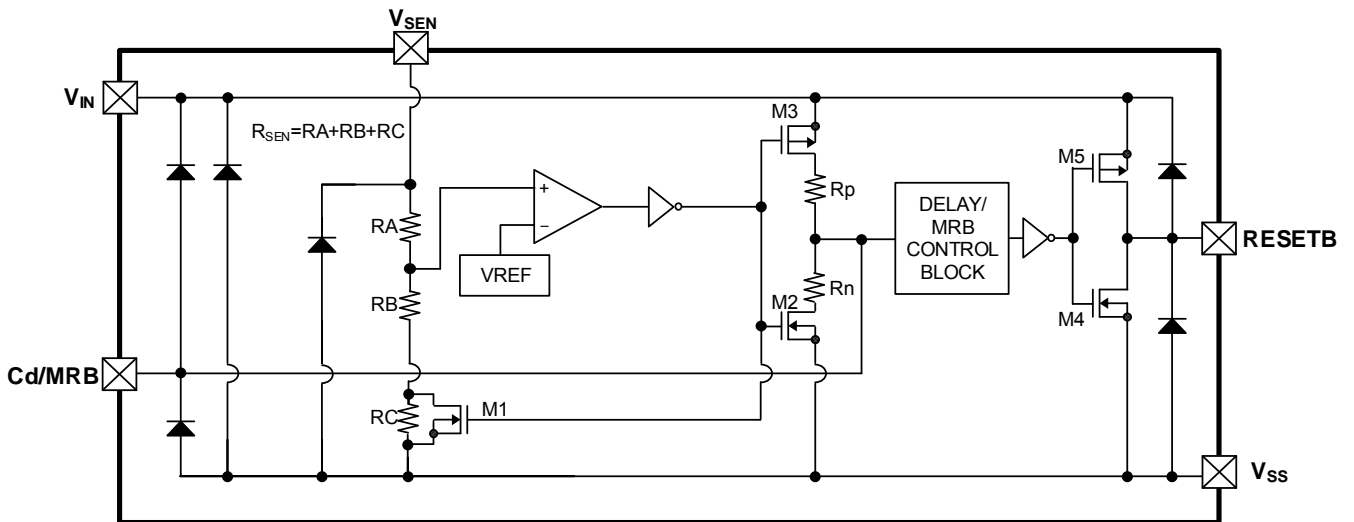 VSEN
VIN
RSEN=RA+RB+RC
M3
M5
Rp
+
−
RA
DELAY/
MRB
CONTROL
BLOCK
RESETB
VREF
RB
Rn
M2
M4
Cd/MRB
RC
M1
VSS